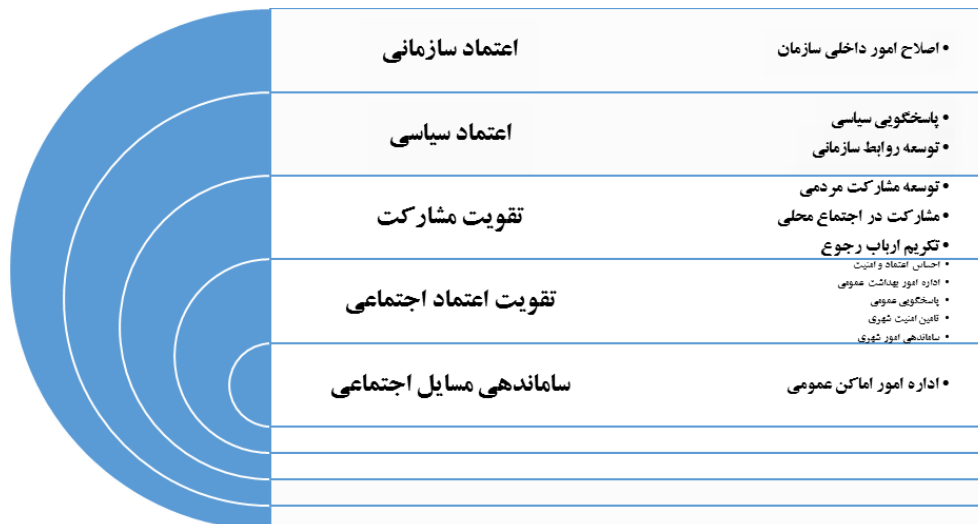 اعتماد سازمانی
• اصلاح امور داخلی سازمان
اعتماد سیاسی
• پاسخگویی سیاسی
• توسعه روابط سازمانی
تقویت مشارکت
• توسعه مشارکت مردمی
• مشارکت در اجتماع محلی
• تکریم ارباب رجوع
تقویت اعتماد اجتماعی
• احساس اعتماد و امنیت
• اداره امور بهداشت عمومی
• پاسخگویی عمومی
• تامین امنیت شهری
• ساماندهی امور شهری
ساماندهی مسایل اجتماعی
• اداره امور اماکن عمومی